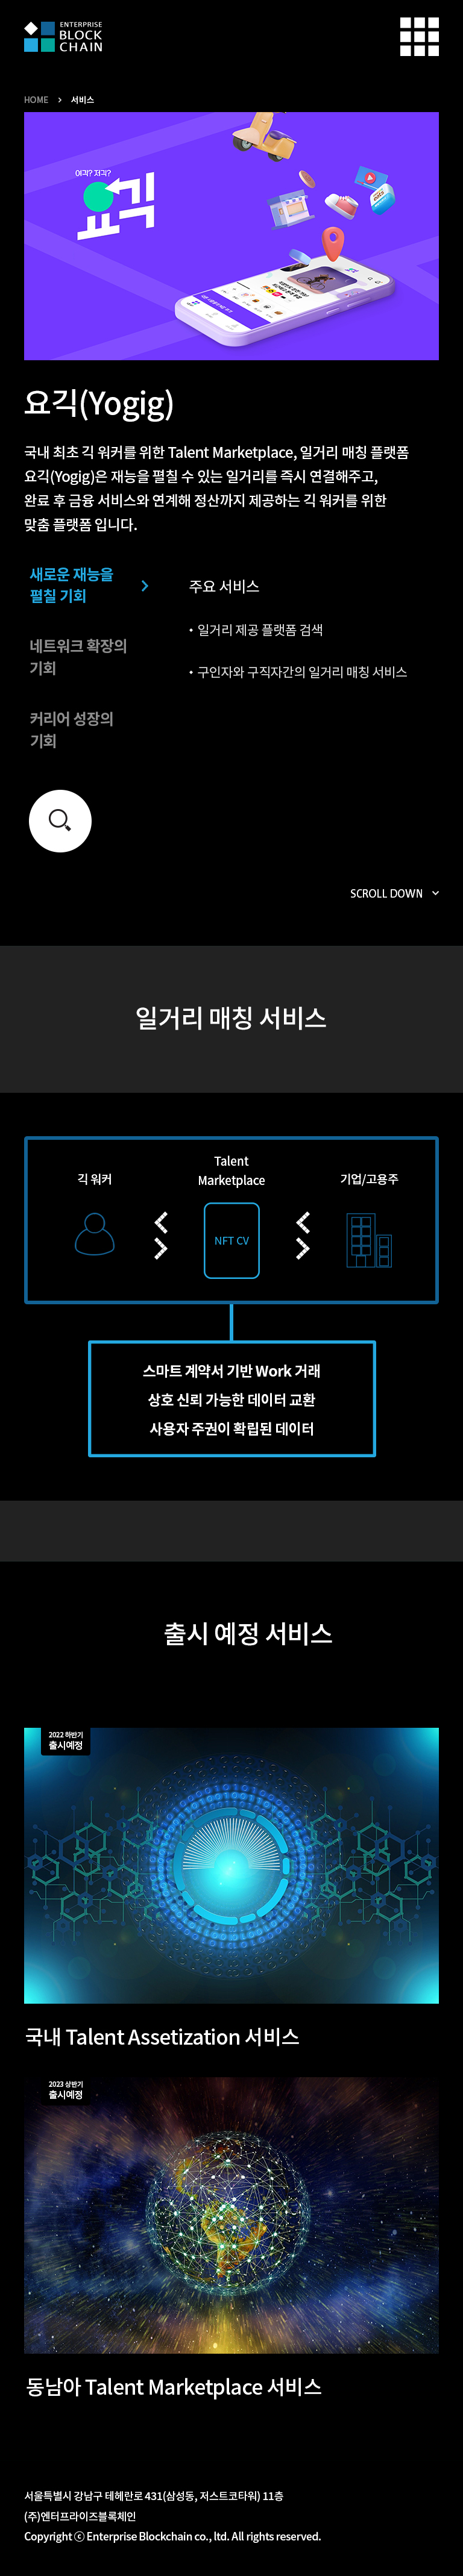 ENTERPRISE
BLOCK
CHAIN
HOME > 서비스
여긱? 저긱?
요긱
요긱(Yogig)
국내 최초 긱 워커를 위한 Talent Marketplace, 일거리 매칭 플랫폼
요긱(Yogig)은 재능을 펼칠 수 있는 일거리를 즉시 연결해주고,
완료 후 금융 서비스와 연계해 정산까지 제공하는 긱 워커를 위한
맞춤 플랫폼 입니다.
새로운 재능을
펼칠 기회
네트워크 확장의
기회
커리어 성장의
기회
주요 서비스
• 일거리 제공 플랫폼 검색
• 구인자와 구직자간의 일거리 매칭 서비스
SCROLL DOWN
일거리 매칭 서비스
긱 워커
Talent
Marketplace
기업/고용주
NFT CV
스마트 계약서 기반 Work 거래
상호 신뢰 가능한 데이터 교환
사용자 주권이 확립된 데이터
출시 예정 서비스
2022 하반기
출시예정
국내 Talent Assetization 서비스
2023 상반기
출시예정
동남아 Talent Marketplace 서비스
서울특별시 강남구 테헤란로 431(삼성동, 저스트코타워) 11층
(주)엔터프라이즈블록체인
Copyright ⓒ Enterprise Blockchain co., ltd. All rights reserved.